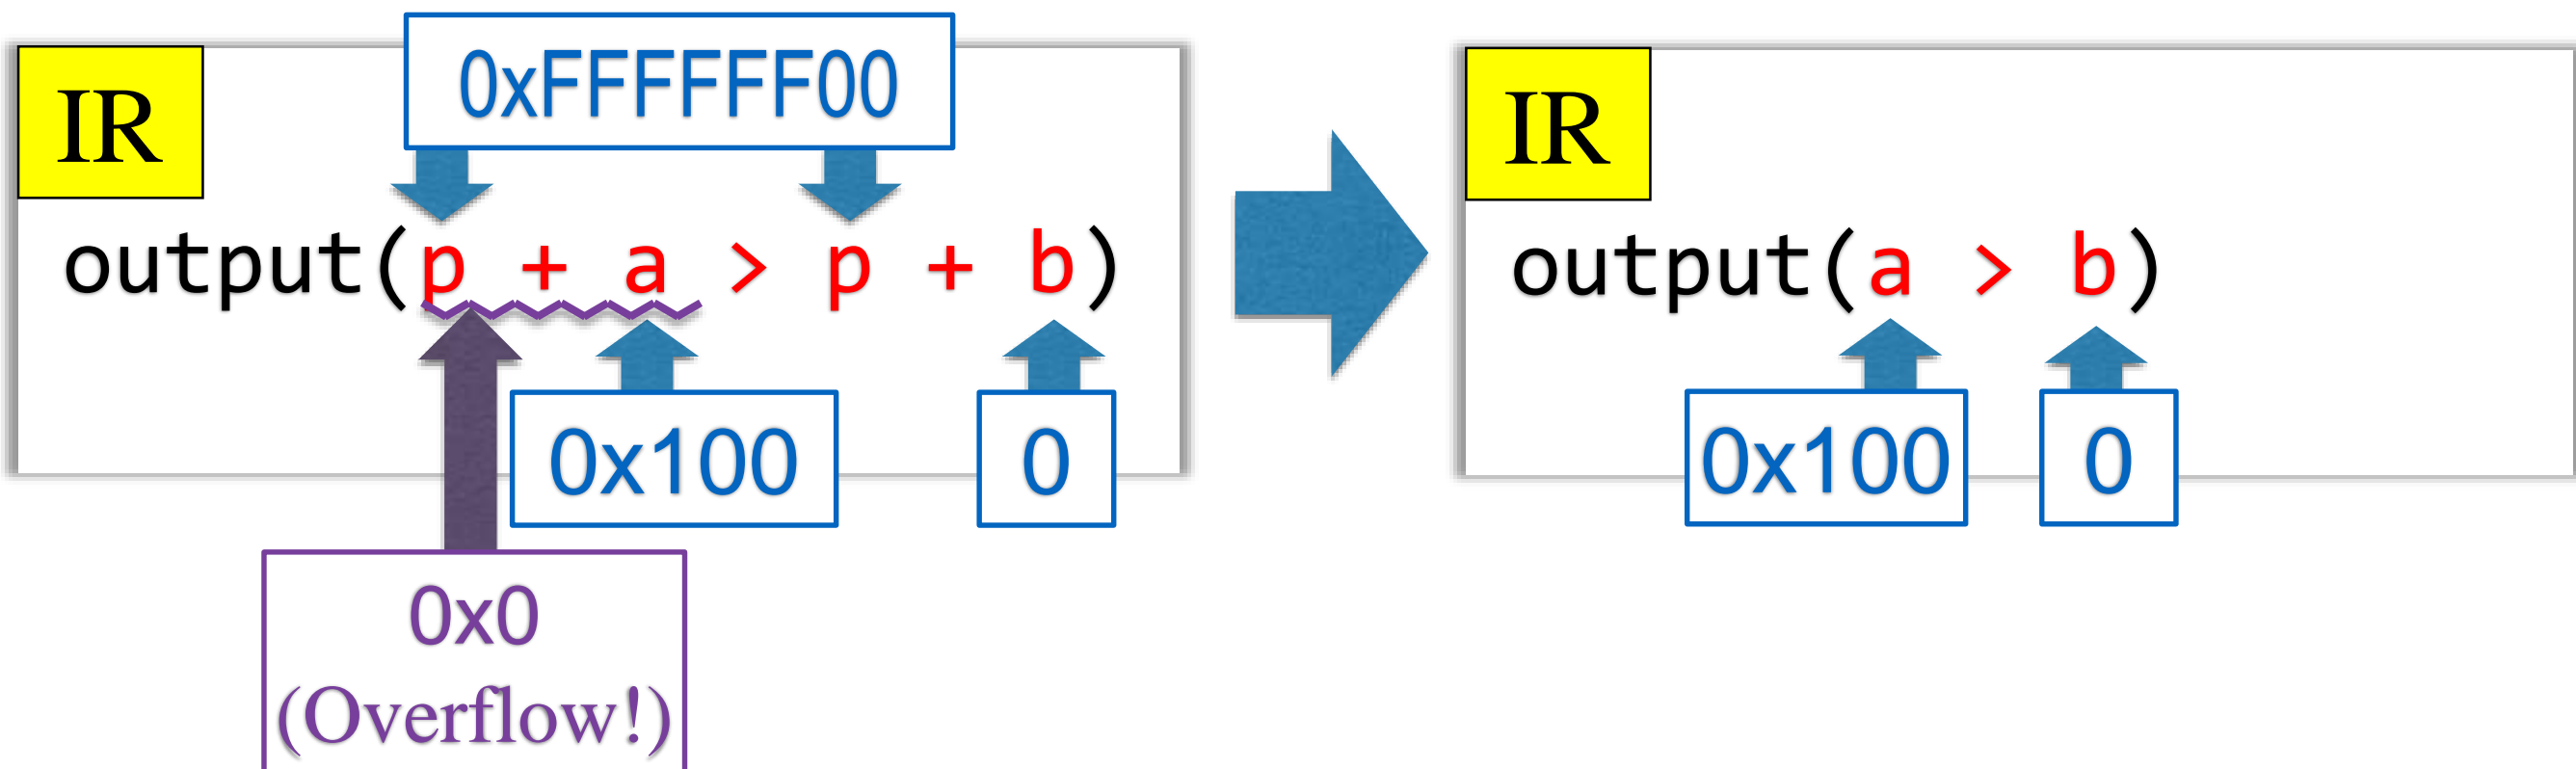 IR
0xFFFFFF00
output(p + a > p + b)
0x100
0
0x0
(Overflow!)
IR
output(a > b)
0x100
0